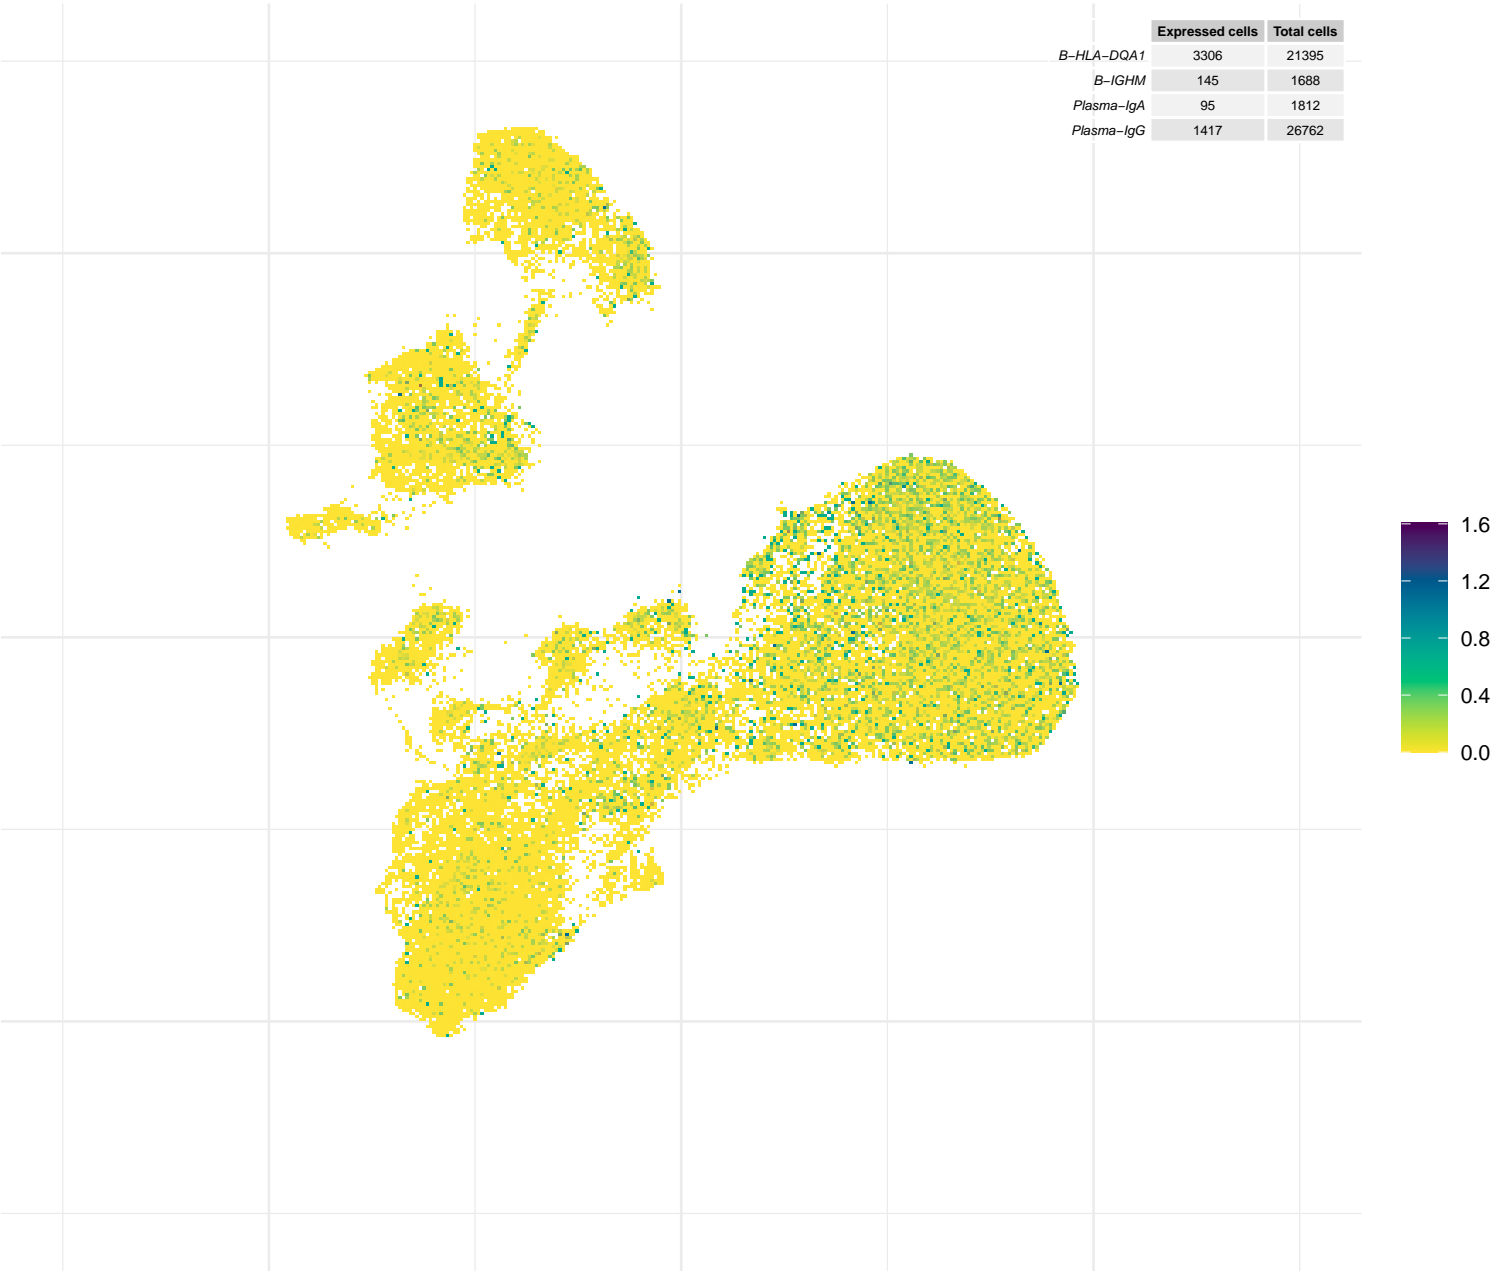 Expressed cells Total cells
B−HLA−DQA1 3306 21395
B−IGHM 145 1688
Plasma−IgA 95 1812
Plasma−IgG 1417 26762
1.6
1.2
0.8
0.4
0.0